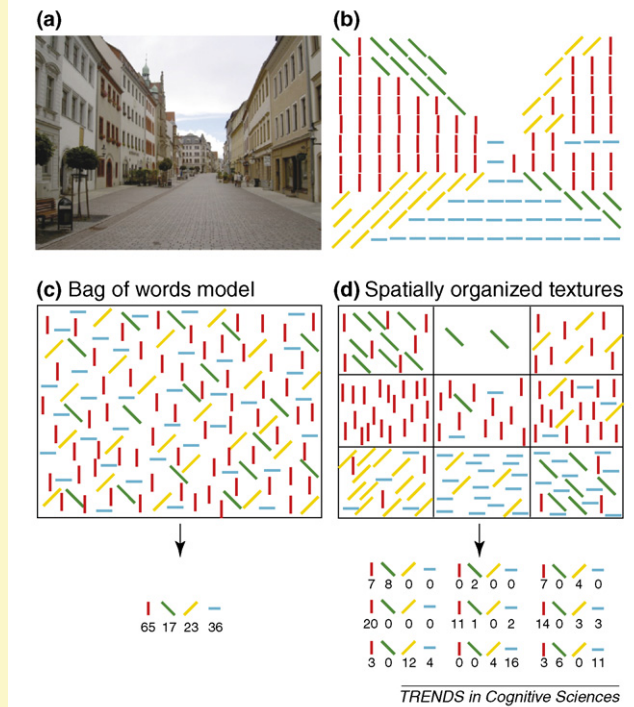 (a)
(b)
(c) Bag of words model
(d) Spatially organized textures
65 17 23 36
7 8 0 0 0 2 0 0 7 0 4 0
20 0 0 0 11 1 0 2 14 0 3 3
3 0 12 4 0 0 4 16 3 6 0 11
TRENDS in Cognitive Sciences